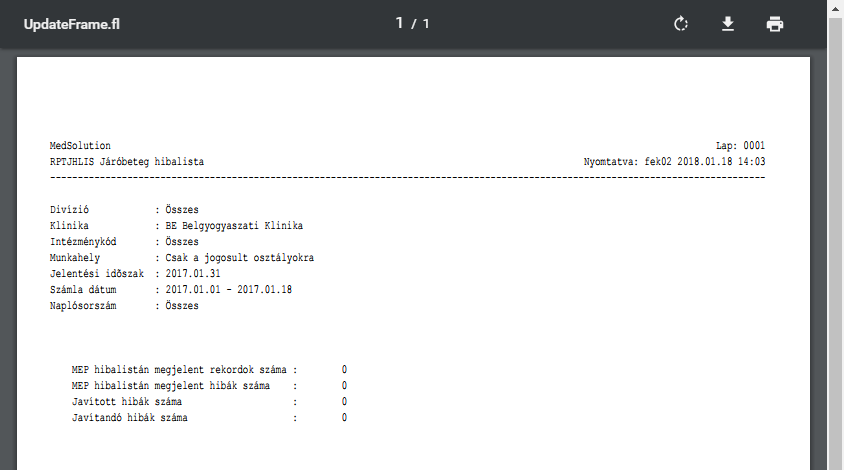 UpdateFrame.fl 1 / 1
MedSolution Lap: 0001
RPTJHLIS Járóbeteg hibalista Nyomtatva: fek02 2018.01.18 14:03
Divízió : Összes
Klinika : BE Belgyogyaszati Klinika
Intézménykód : Összes
Munkahely : Csak a jogosult osztályokra
Jelentési idõszak : 2017.01.31
Számla dátum : 2017.01.01 - 2017.01.18
Naplósorszám : Összes
MEP hibalistán megjelent rekordok száma : 0
MEP hibalistán megjelent hibák száma : 0
Javított hibák száma : 0
Javítandó hibák száma : 0